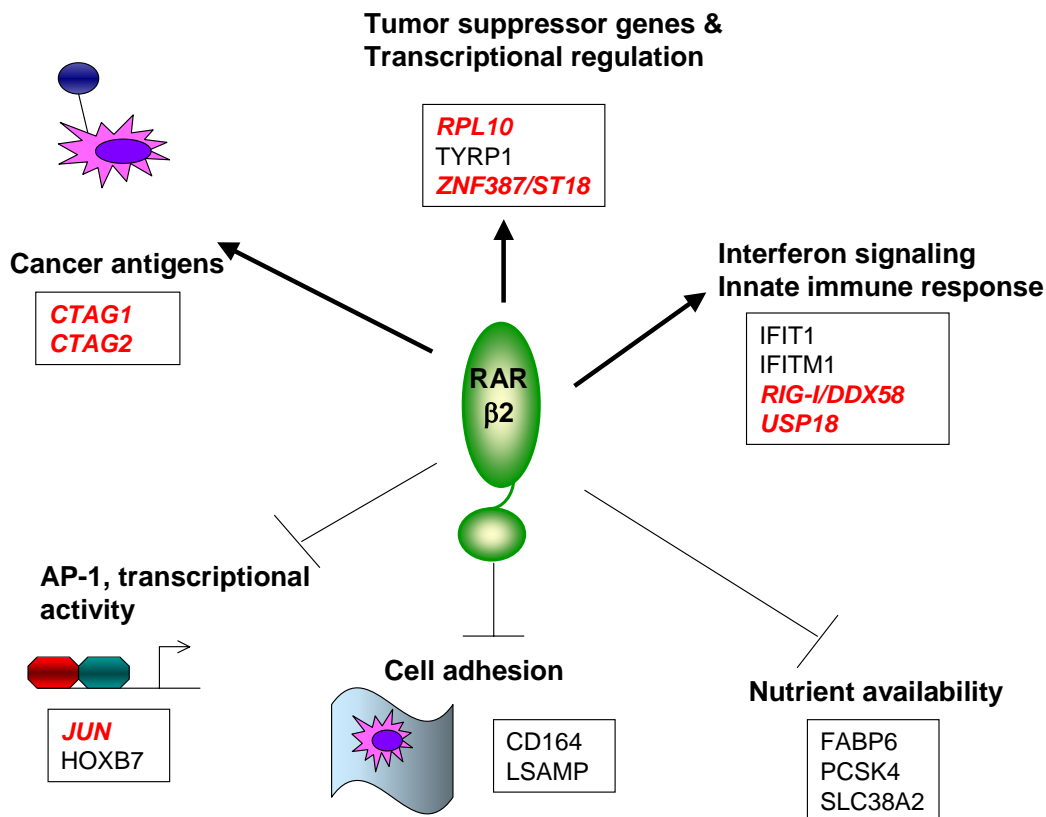 Tumor suppressor genes &
Transcriptional regulation
RPL10
TYRP1
ZNF387/ST18
Cancer antigens
CTAG1
CTAG2
Interferon signaling
Innate immune response
IFIT1
IFITM1
RIG-I/DDX58
USP18
RAR
β2
AP-1, transcriptional
activity
JUN
HOXB7
Cell adhesion
CD164
LSAMP
Nutrient availability
FABP6
PCSK4
SLC38A2